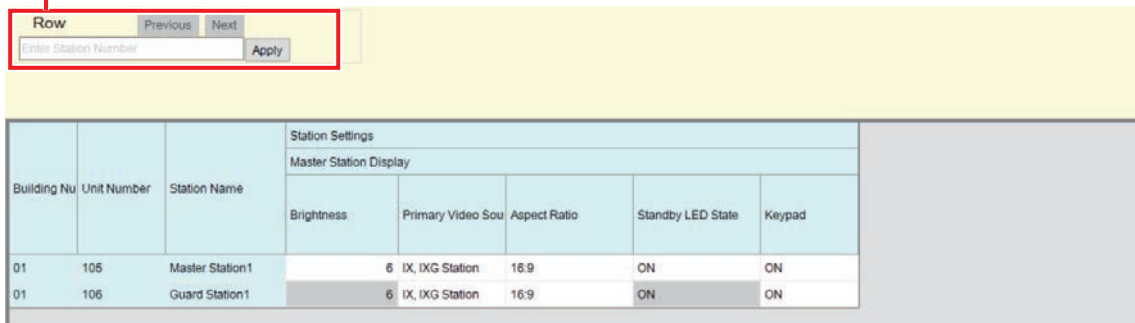 Row Previous Next
Enter Station Number Apply
Station Settings
Master Station Display
Building Nu Unit Number Station Name Brightness Primary Video Sou Aspect Ratio Standby LED State Keypad
01 105 Master Station1 6 IX, IXG Station 16:9 ON ON
01 106 Guard Station1 6 IX, IXG Station 16:9 ON ON